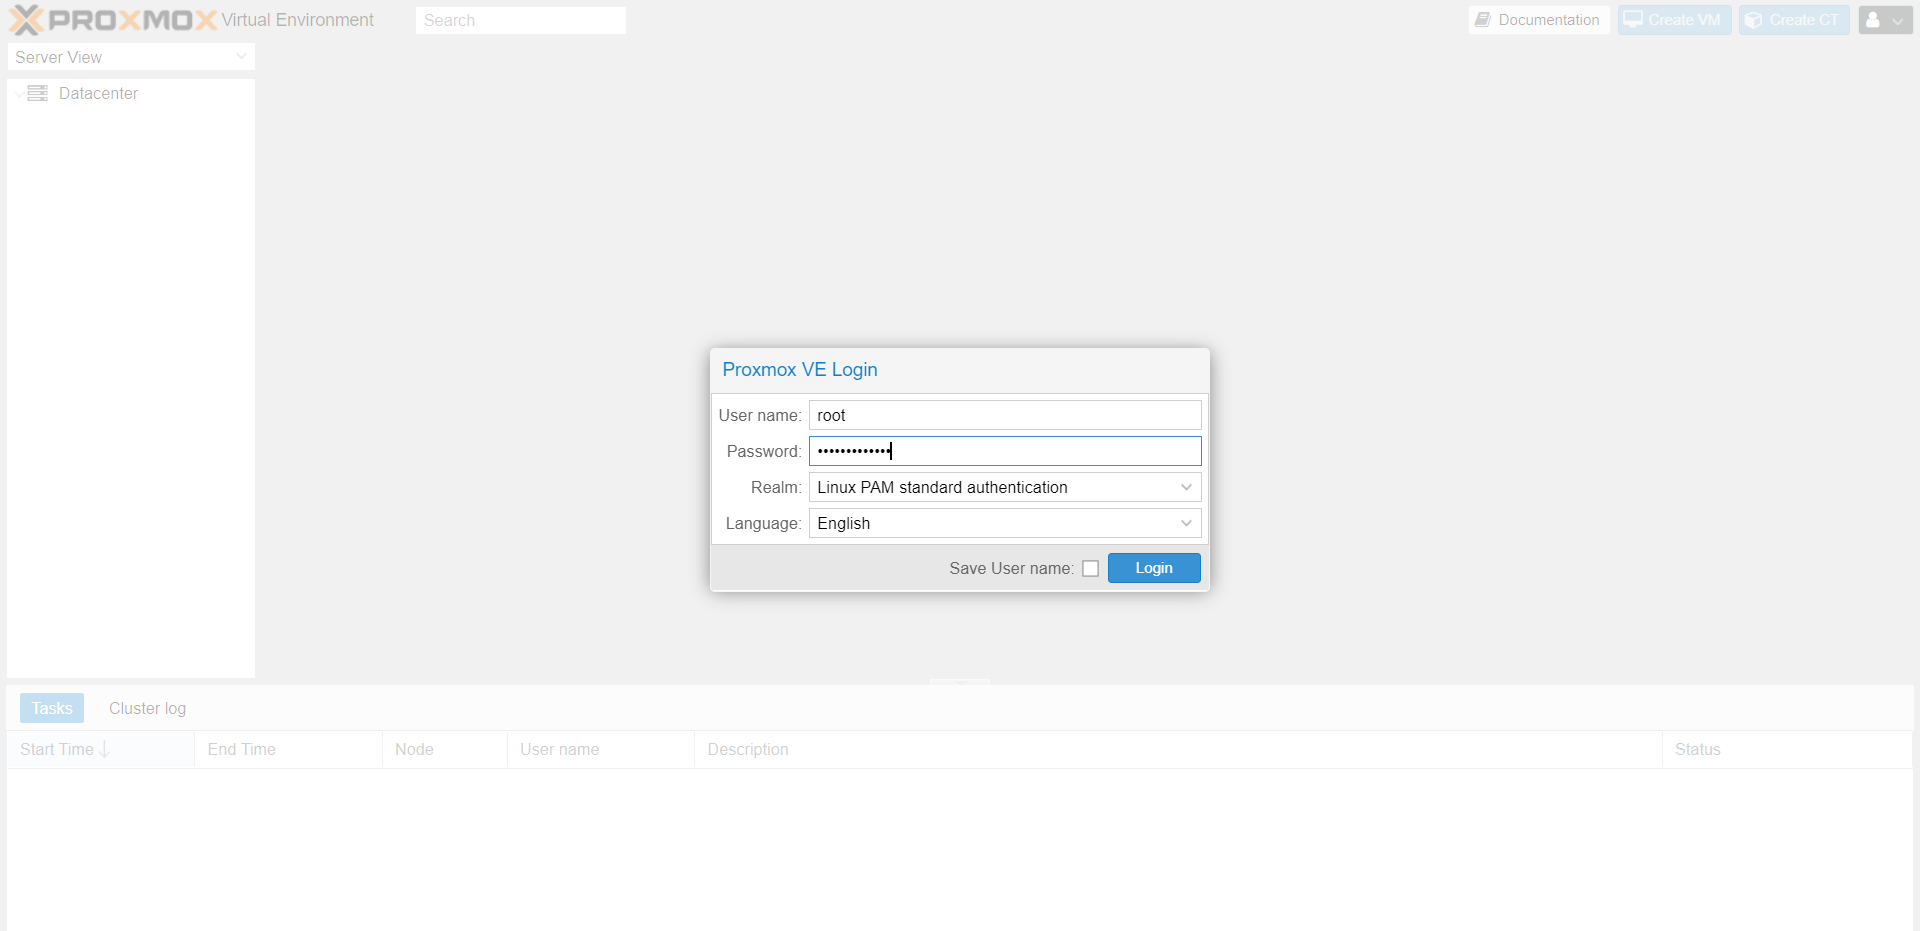 PROXMOX Virtual Environment
Search
Documentation
Create VM
Create CT
Server View
Datacenter
Proxmox VE Login
User name: root
Password: •••••••••••••
Realm: Linux PAM standard authentication
Language: English
Save User name:
Login
Tasks
Cluster log
Start Time
End Time
Node
User name
Description
Status